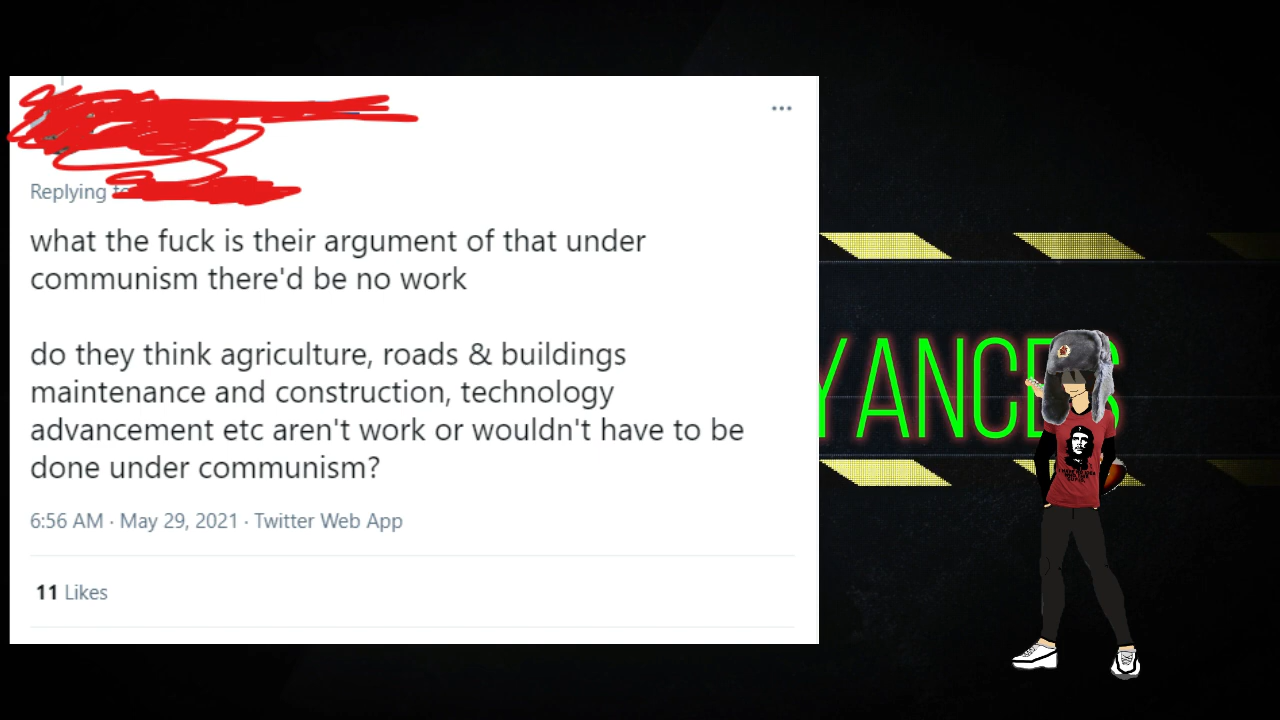 Replying
what the fuck is their argument of that under
communism there'd be no work
do they think agriculture, roads & buildings
maintenance and construction, technology
advancement etc aren't work or wouldn't have to be
done under communism?
6:56 AM · May 29, 2021 · Twitter Web App
11 Likes
YANCES